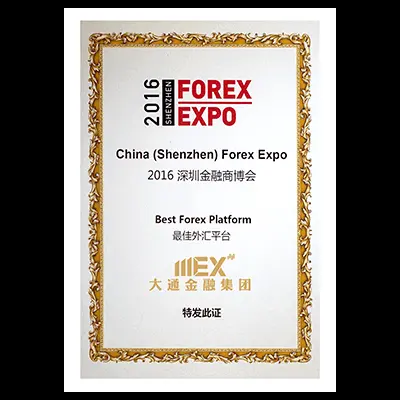 2016
SHENZHEN
FOREX
EXPO
China (Shenzhen) Forex Expo
2016 深圳金融商博会
Best Forex Platform
最佳外汇平台
MEX
大通金融集团
特发此证